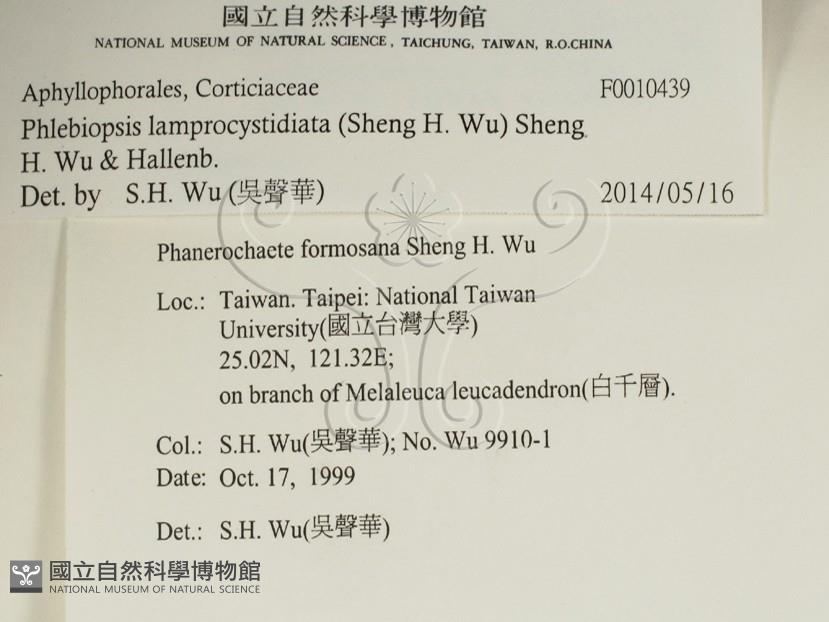 國立自然科學博物館
NATIONAL MUSEUM OF NATURAL SCIENCE, TAICHUNG, TAIWAN, R.O.CHINA
Aphyllophorales, Corticiaceae F0010439
Phlebiopsis lamprocystidiata (Sheng H. Wu) Sheng
H. Wu & Hallenb.
Det. by S.H. Wu (吳聲華) 2014/05/16
Phanerochaete formosana Sheng H. Wu
Loc.: Taiwan. Taipei: National Taiwan
University(國立台灣大學)
25.02N, 121.32E;
on branch of Melaleuca leucadendron(白千層).
Col.: S.H. Wu(吳聲華); No. Wu 9910-1
Date: Oct. 17, 1999
Det.: S.H. Wu(吳聲華)
國立自然科學博物館
NATIONAL MUSEUM OF NATURAL SCIENCE